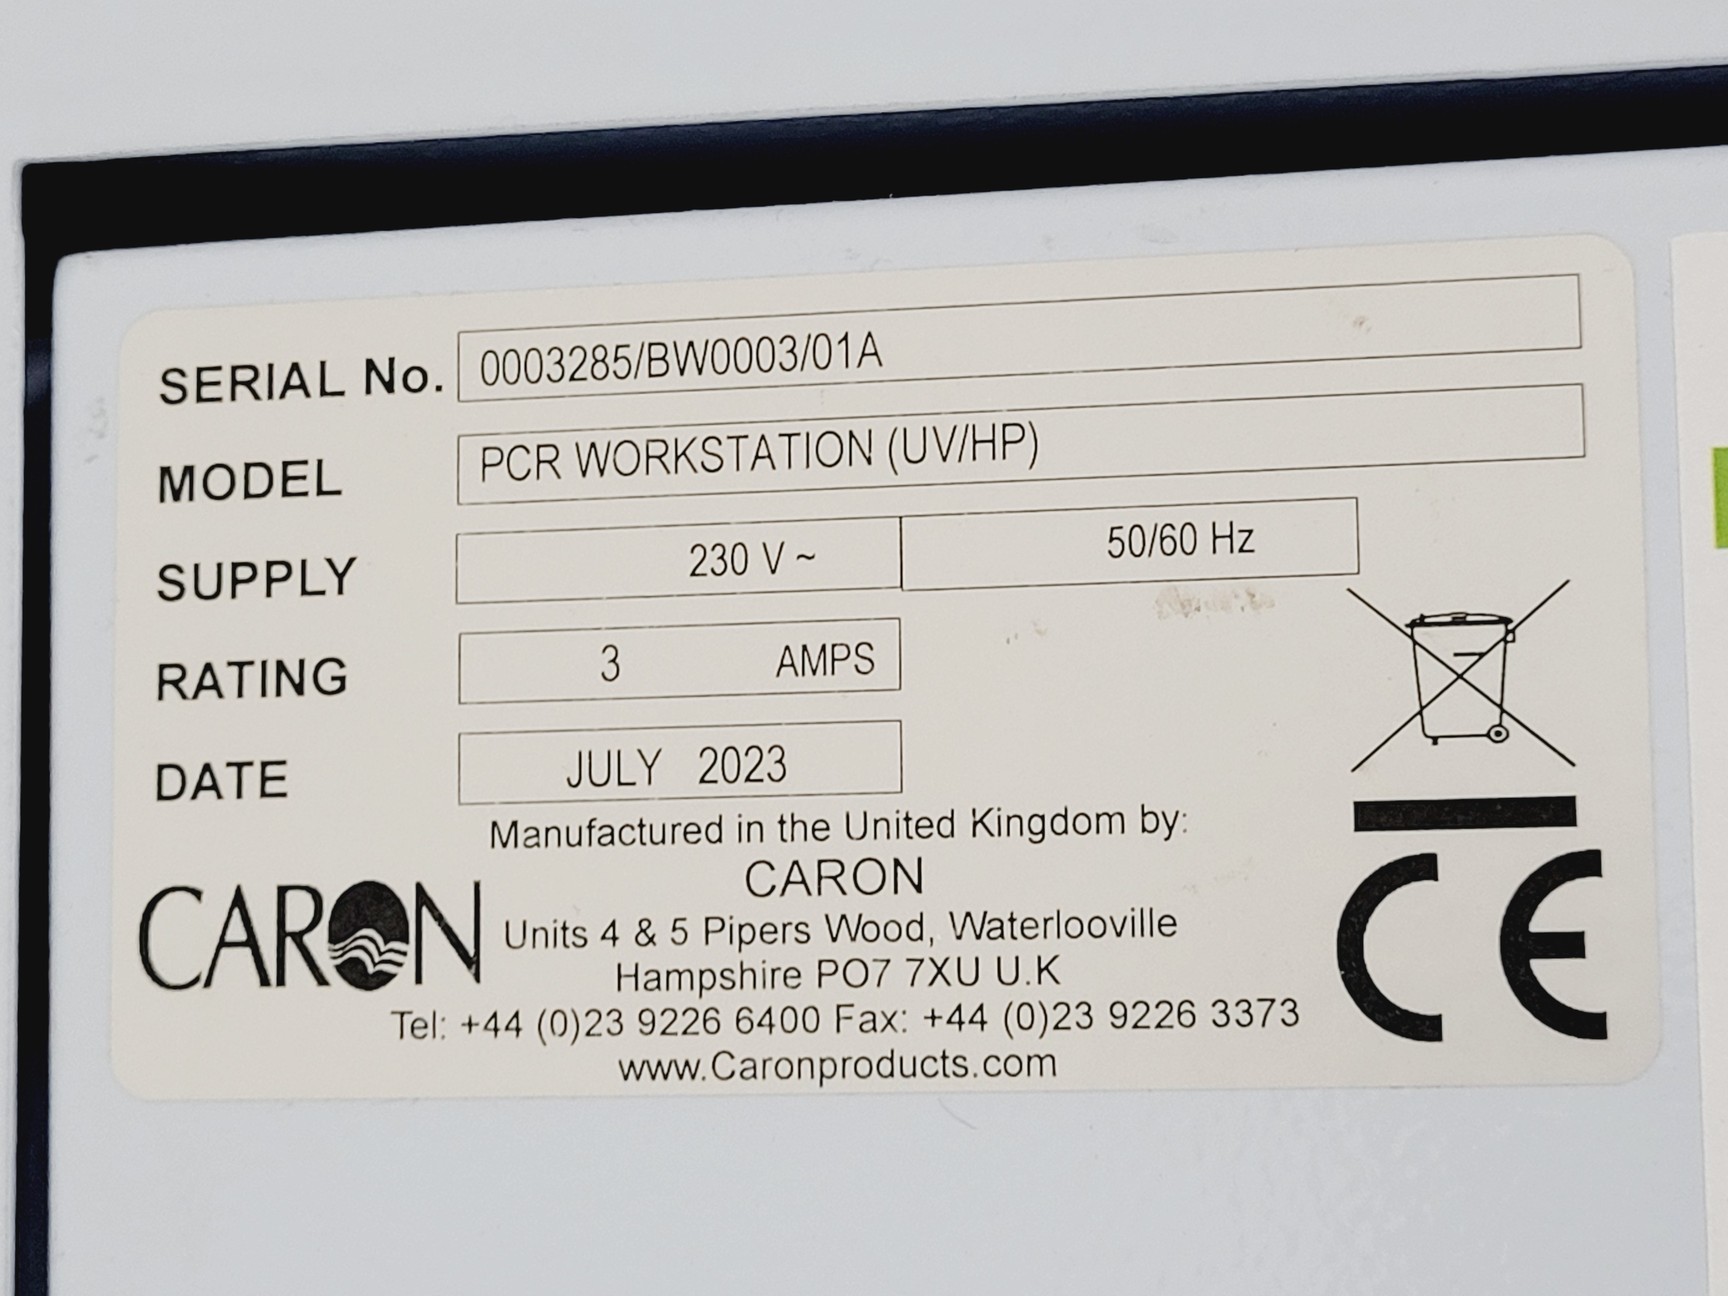 SERIAL No. 0003285/BW0003/01A
MODEL PCR WORKSTATION (UV/HP)
SUPPLY 230 V ~ 50/60 Hz
RATING 3 AMPS
DATE JULY 2023
Manufactured in the United Kingdom by:
CARON
CARON
Units 4 & 5 Pipers Wood, Waterlooville
Hampshire PO7 7XU U.K
Tel: +44 (0)23 9226 6400 Fax: +44 (0)23 9226 3373
www.Caronproducts.com
CE